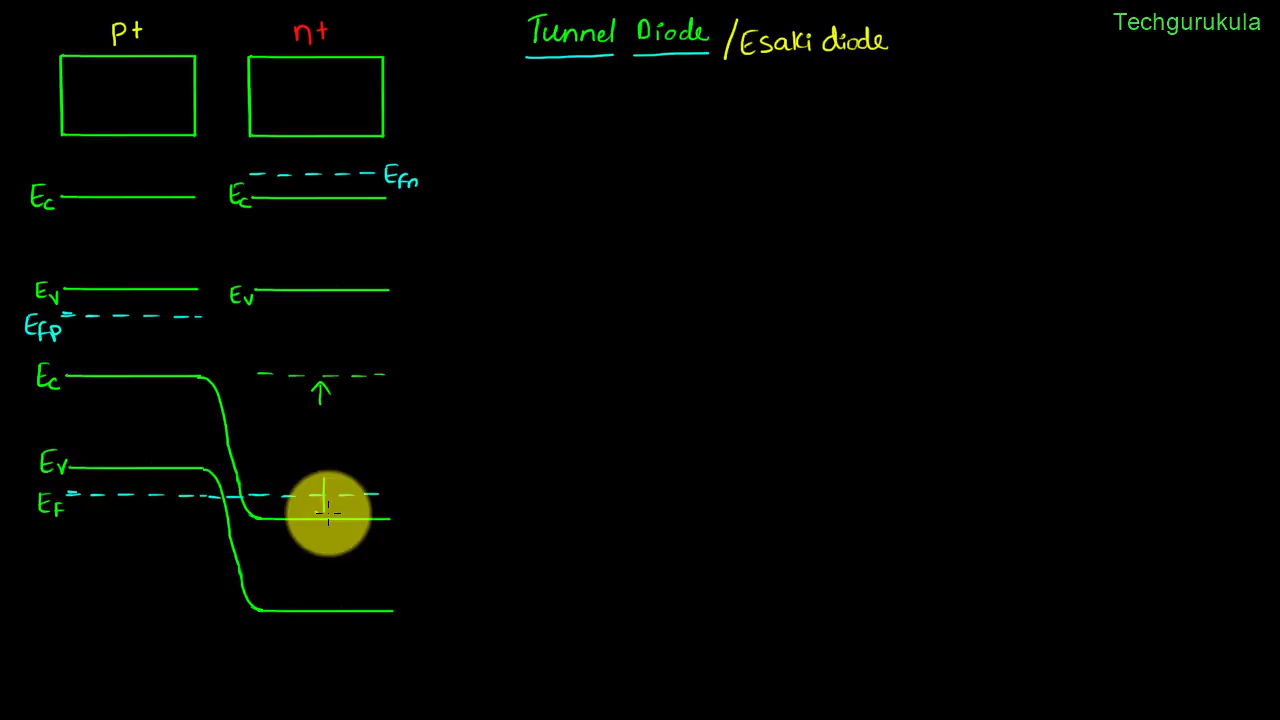 Techgurukula
p+ n+
Tunnel Diode /Esaki diode
EFn
Ec Ec
Ev Ev
EFp
Ec
Ev
EF